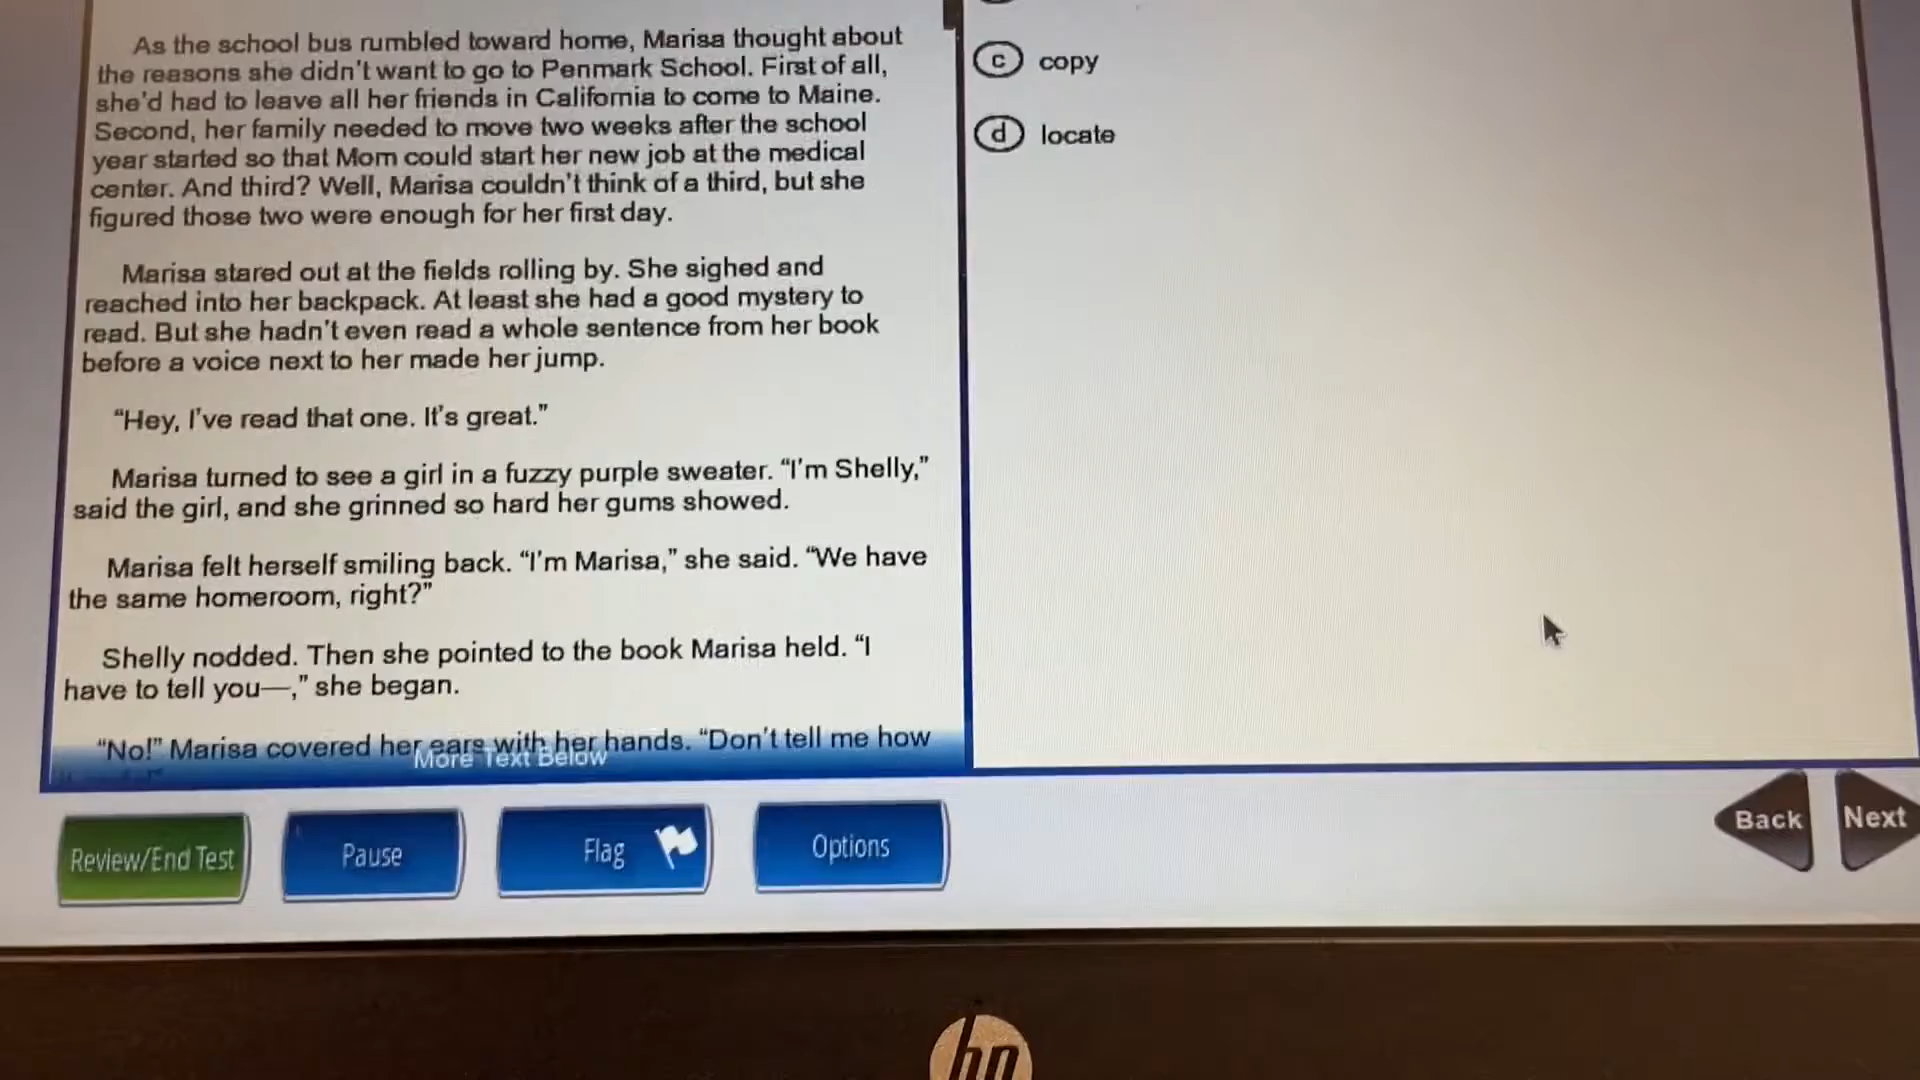 As the school bus rumbled toward home, Marisa thought about
the reasons she didn't want to go to Penmark School. First of all,
she'd had to leave all her friends in California to come to Maine.
Second, her family needed to move two weeks after the school
year started so that Mom could start her new job at the medical
center. And third? Well, Marisa couldn't think of a third, but she
figured those two were enough for her first day.
Marisa stared out at the fields rolling by. She sighed and
reached into her backpack. At least she had a good mystery to
read. But she hadn't even read a whole sentence from her book
before a voice next to her made her jump.
“Hey, I've read that one. It's great.”
Marisa turned to see a girl in a fuzzy purple sweater. “I'm Shelly,”
said the girl, and she grinned so hard her gums showed.
Marisa felt herself smiling back. “I'm Marisa,” she said. “We have
the same homeroom, right?”
Shelly nodded. Then she pointed to the book Marisa held. “I
have to tell you—,” she began.
“No!” Marisa covered her ears with her hands. “Don't tell me how
More Text Below
c copy
d locate
Review/End Test
Pause
Flag
Options
Back
Next
hp